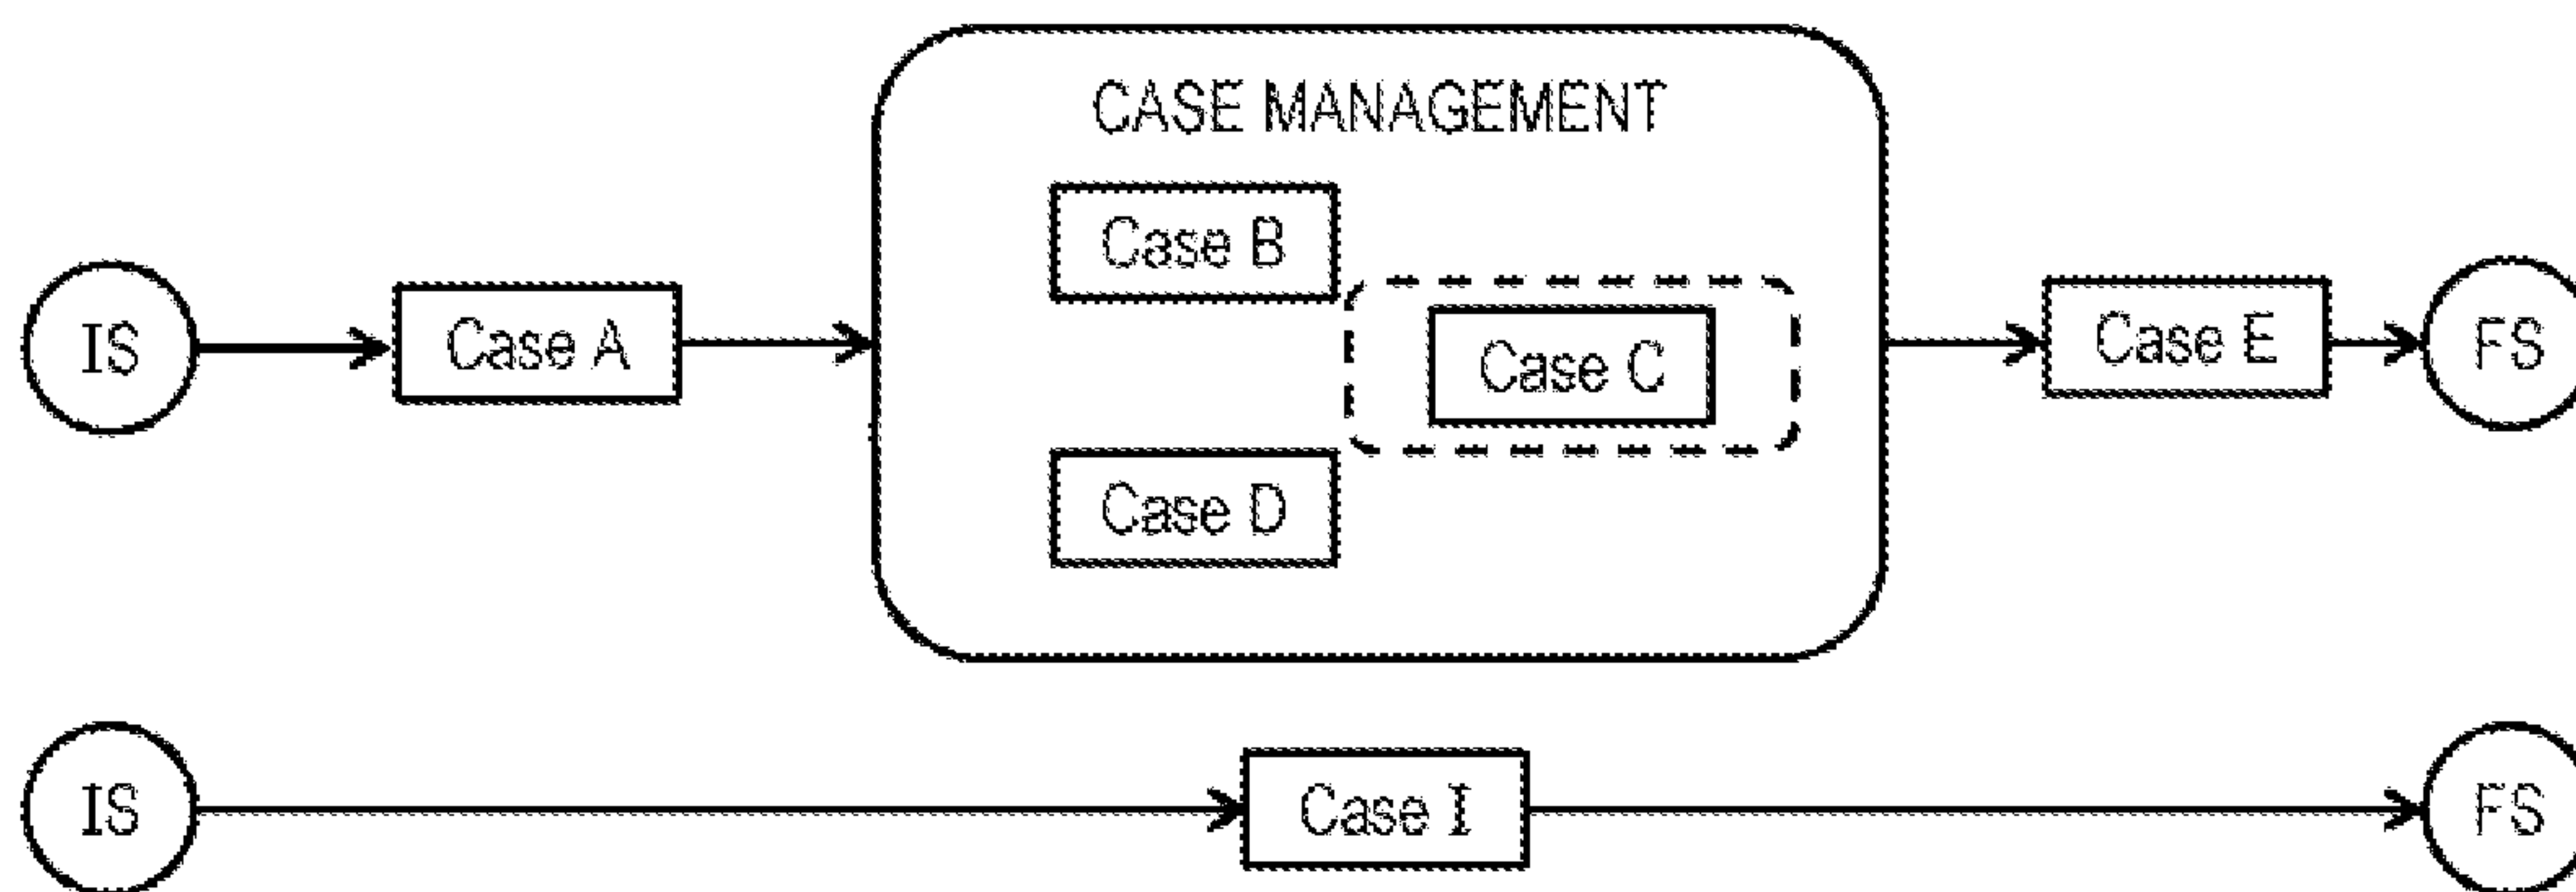 CASE MANAGEMENT
Case B
IS
Case A
Case C
Case E
FS
Case D
IS
Case I
FS